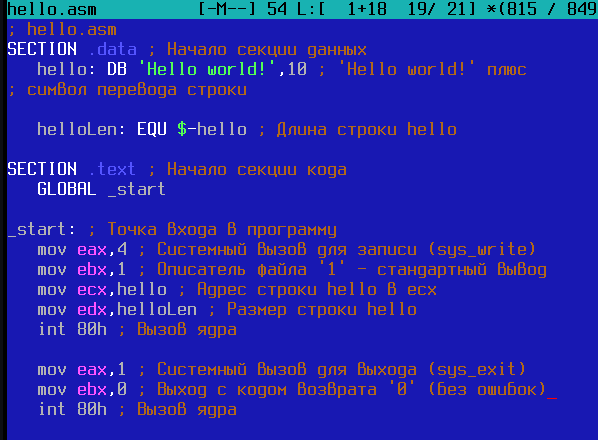 hello.asm [-M--] 54 L:[ 1+18 19/ 21] *(815 / 849
; hello.asm
SECTION .data ; Начало секции данных
hello: DB 'Hello world!',10 ; 'Hello world!' плюс
; символ перевода строки
helloLen: EQU $-hello ; Длина строки hello
SECTION .text ; Начало секции кода
GLOBAL _start
_start: ; Точка входа в программу
mov eax,4 ; Системный вызов для записи (sys_write)
mov ebx,1 ; Описатель файла '1' - стандартный вывод
mov ecx,hello ; Адрес строки hello в ecx
mov edx,helloLen ; Размер строки hello
int 80h ; Вызов ядра
mov eax,1 ; Системный вызов для выхода (sys_exit)
mov ebx,0 ; Выход с кодом возврата '0' (без ошибок)
int 80h ; Вызов ядра